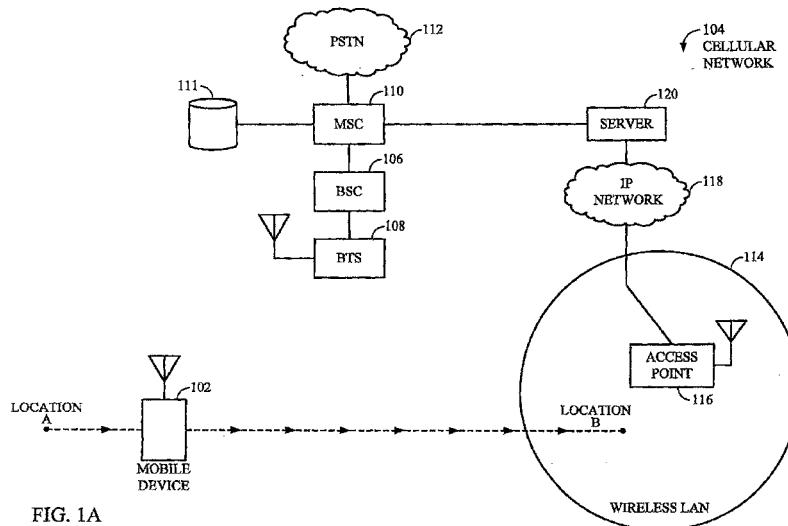 PSTN
112
104
CELLULAR
NETWORK
111
110
MSC
120
SERVER
106
BSC
IP
NETWORK
118
108
BTS
114
ACCESS
POINT
116
102
LOCATION
A
LOCATION
B
MOBILE
DEVICE
FIG. 1A
WIRELESS LAN